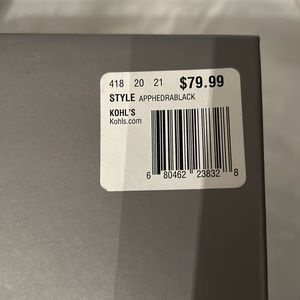 418 20 21 $79.99
STYLE APPHEDRABLACK
KOHL'S
Kohls.com
6 80462 23832 8